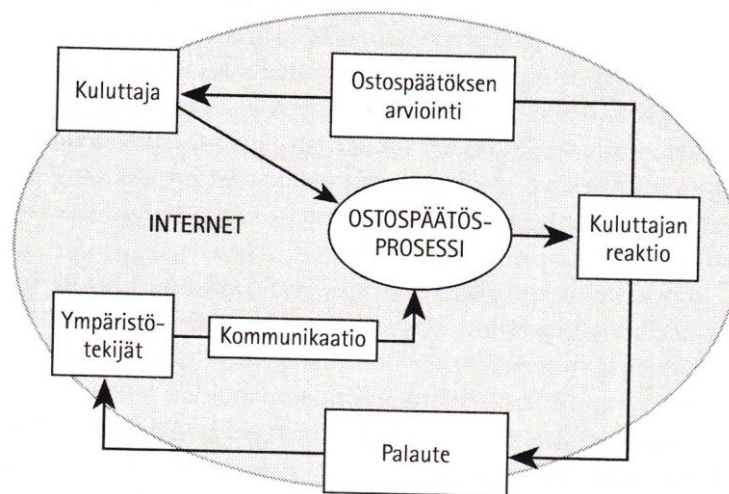 Kuluttaja
Ostospäätöksen
arviointi
INTERNET
OSTOSPÄÄTÖS-
PROSESSI
Kuluttajan
reaktio
Ympäristö-
tekijät
Kommunikaatio
Palaute